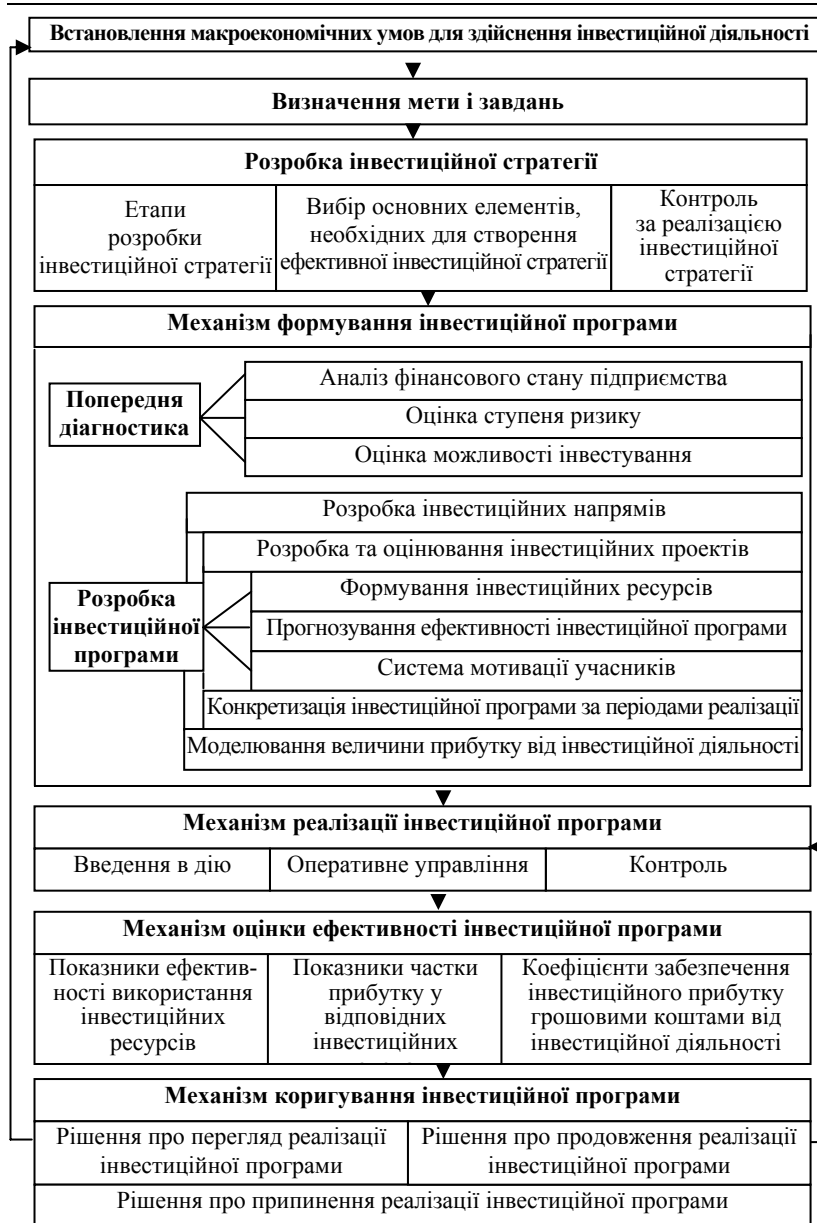 Встановлення макроекономічних умов для здійснення інвестиційної діяльності
Визначення мети і завдань
Розробка інвестиційної стратегії
Етапи
розробки
інвестиційної стратегії
Вибір основних елементів,
необхідних для створення
ефективної інвестиційної стратегії
Контроль
за реалізацією
інвестиційної
стратегії
Механізм формування інвестиційної програми
Попередня
діагностика
Аналіз фінансового стану підприємства
Оцінка ступеня ризику
Оцінка можливості інвестування
Розробка
інвестиційної
програми
Розробка інвестиційних напрямів
Розробка та оцінювання інвестиційних проектів
Формування інвестиційних ресурсів
Прогнозування ефективності інвестиційної програми
Система мотивації учасників
Конкретизація інвестиційної програми за періодами реалізації
Моделювання величини прибутку від інвестиційної діяльності
Механізм реалізації інвестиційної програми
Введення в дію
Оперативне управління
Контроль
Механізм оцінки ефективності інвестиційної програми
Показники ефектив-
ності використання
інвестиційних
ресурсів
Показники частки
прибутку у
відповідних
інвестиційних
Коефіцієнти забезпечення
інвестиційного прибутку
грошовими коштами від
інвестиційної діяльності
Механізм коригування інвестиційної програми
Рішення про перегляд реалізації
інвестиційної програми
Рішення про продовження реалізації
інвестиційної програми
Рішення про припинення реалізації інвестиційної програми